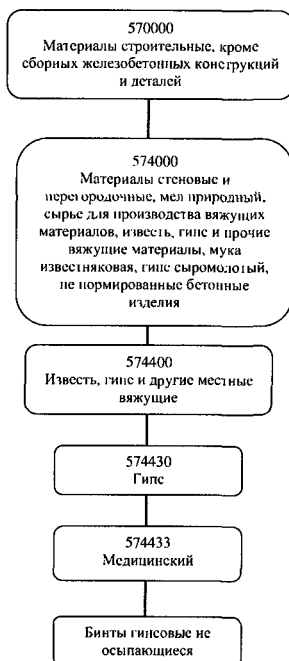 570000
Материалы строительные, кроме
сборных железобетонных конструкций
и деталей
574000
Материалы стеновые и
перегородочные, мел природный,
сырье для производства вяжущих
материалов, известь, гипс и прочие
вяжущие материалы, мука
известняковая, гипс сыромолотый,
не нормированные бетонные
изделия
574400
Известь, гипс и другие местные
вяжущие
574430
Гипс
574433
Медицинский
Бинты гипсовые не
осыпающиеся